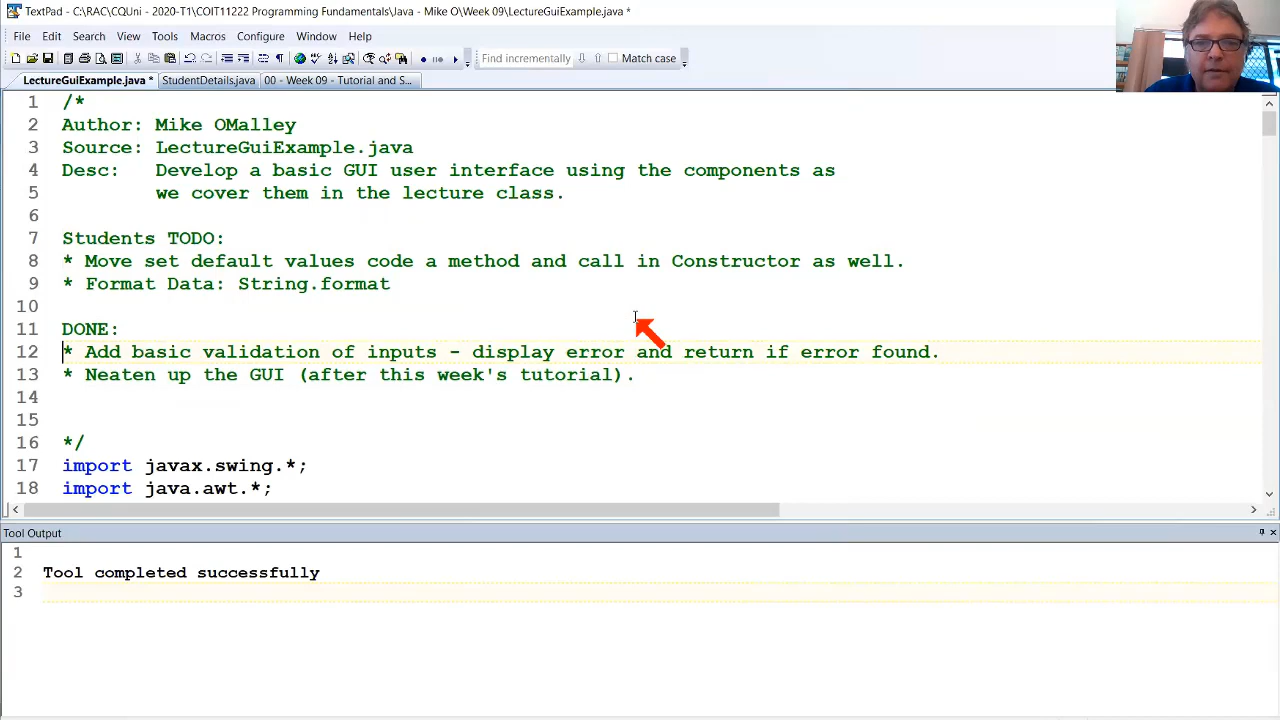 TextPad - C:\RAC\CQUni - 2020-T1\COIT11222 Programming Fundamentals\Java - Mike O\Week 09\LectureGuiExample.java *
File Edit Search View Tools Macros Configure Window Help
Find incrementally Match case
LectureGuiExample.java * StudentDetails.java 00 - Week 09 - Tutorial and S...
1 /*
2 Author: Mike OMalley
3 Source: LectureGuiExample.java
4 Desc: Develop a basic GUI user interface using the components as
5 we cover them in the lecture class.
6
7 Students TODO:
8 * Move set default values code a method and call in Constructor as well.
9 * Format Data: String.format
10
11 DONE:
12 * Add basic validation of inputs - display error and return if error found.
13 * Neaten up the GUI (after this week's tutorial).
14
15
16 */
17 import javax.swing.*;
18 import java.awt.*;
Tool Output
1
2 Tool completed successfully
3